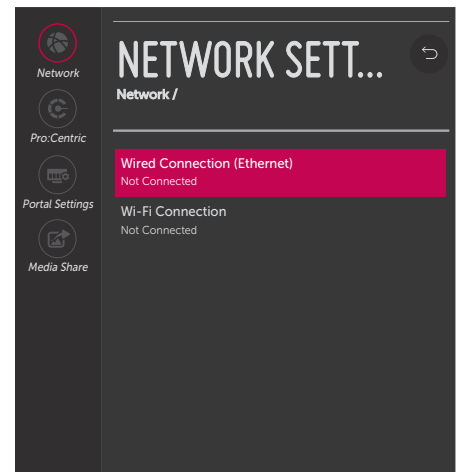 Network
Pro:Centric
Portal Settings
Media Share
NETWORK SETT...
Network /
Wired Connection (Ethernet)
Not Connected
Wi-Fi Connection
Not Connected